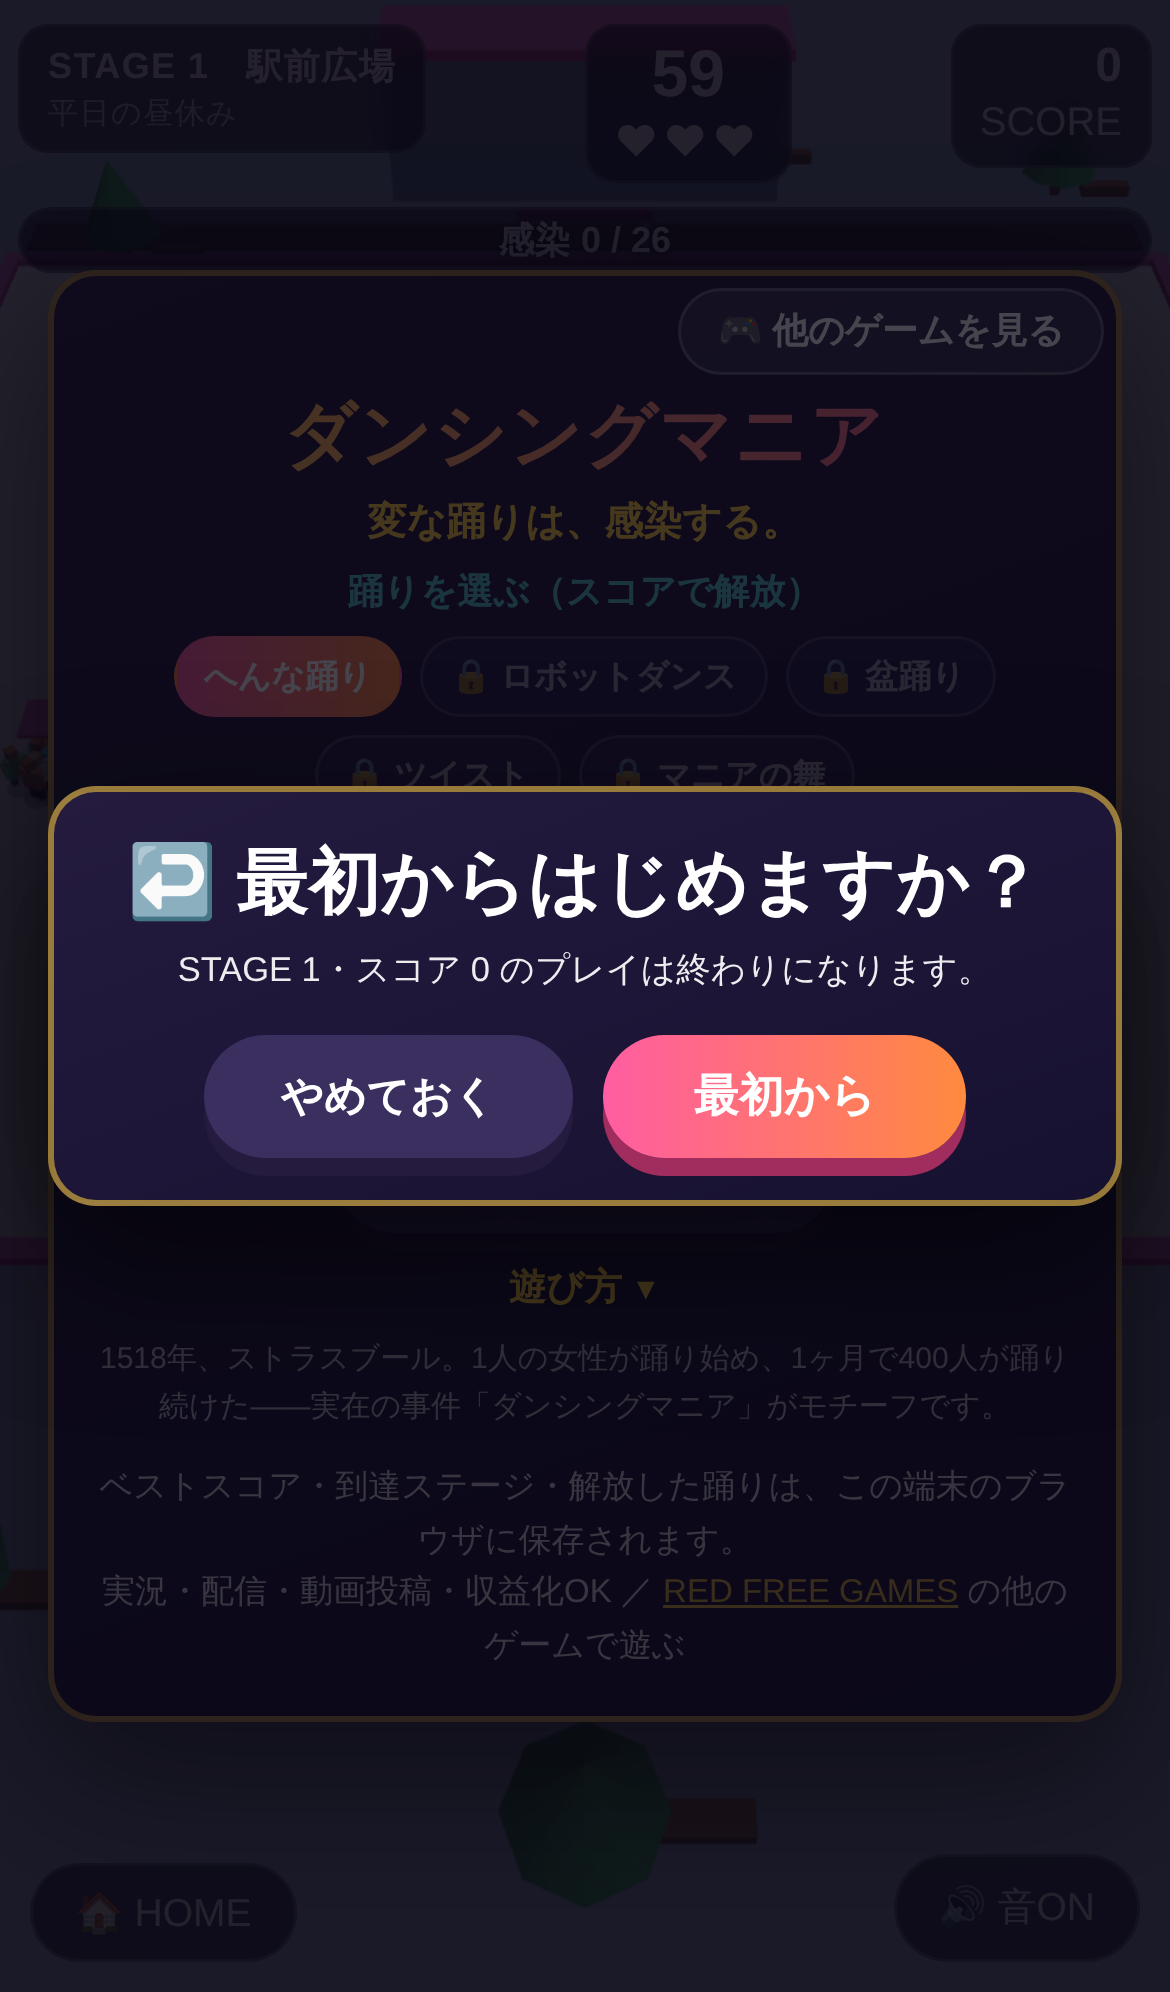 STAGE 1 駅前広場
平日の昼休み
59
0
SCORE
感染 0 / 26
他のゲームを見る
ダンシングマニア
変な踊りは、感染する。
踊りを選ぶ（スコアで解放）
へんな踊り
ロボットダンス
盆踊り
ツイスト
マニアの舞
最初からはじめますか？
STAGE 1・スコア 0 のプレイは終わりになります。
やめておく
最初から
遊び方 ▼
1518年、ストラスブール。1人の女性が踊り始め、1ヶ月で400人が踊り
続けた――実在の事件「ダンシングマニア」がモチーフです。
ベストスコア・到達ステージ・解放した踊りは、この端末のブラ
ウザに保存されます。
実況・配信・動画投稿・収益化OK ／ RED FREE GAMES の他の
ゲームで遊ぶ
HOME
音ON